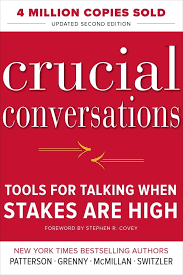 4 MILLION COPIES SOLD
UPDATED SECOND EDITION
crucial
conversations
TOOLS FOR TALKING WHEN
STAKES ARE HIGH
FOREWORD BY STEPHEN R. COVEY
NEW YORK TIMES BESTSELLING AUTHORS
PATTERSON · GRENNY · McMILLAN · SWITZLER